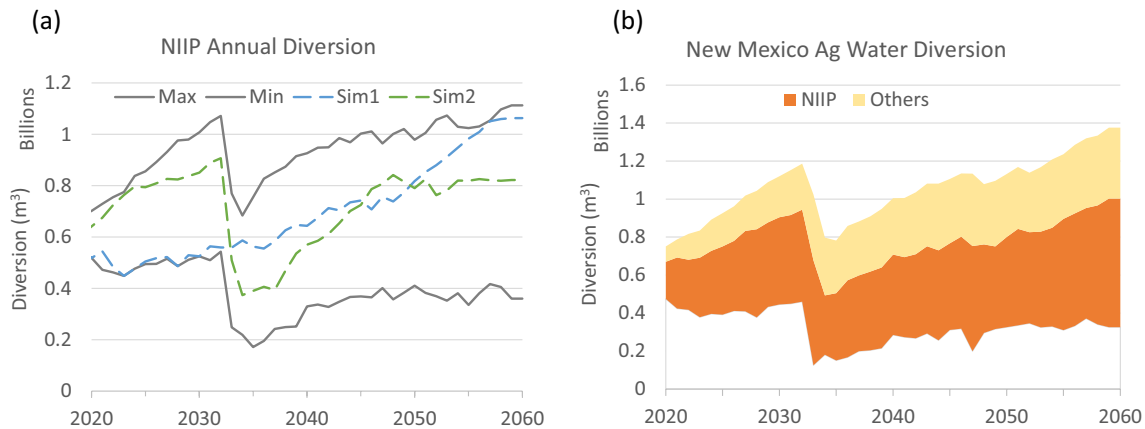 (a)
NIIP Annual Diversion
Diversion (m³)
Billions
1.2
1
0.8
0.6
0.4
0.2
0
Max
Min
Sim1
Sim2
2020
2030
2040
2050
2060
(b)
New Mexico Ag Water Diversion
Diversion (m³)
Billions
1.6
1.4
1.2
1
0.8
0.6
0.4
0.2
0
NIIP
Others
2020
2030
2040
2050
2060